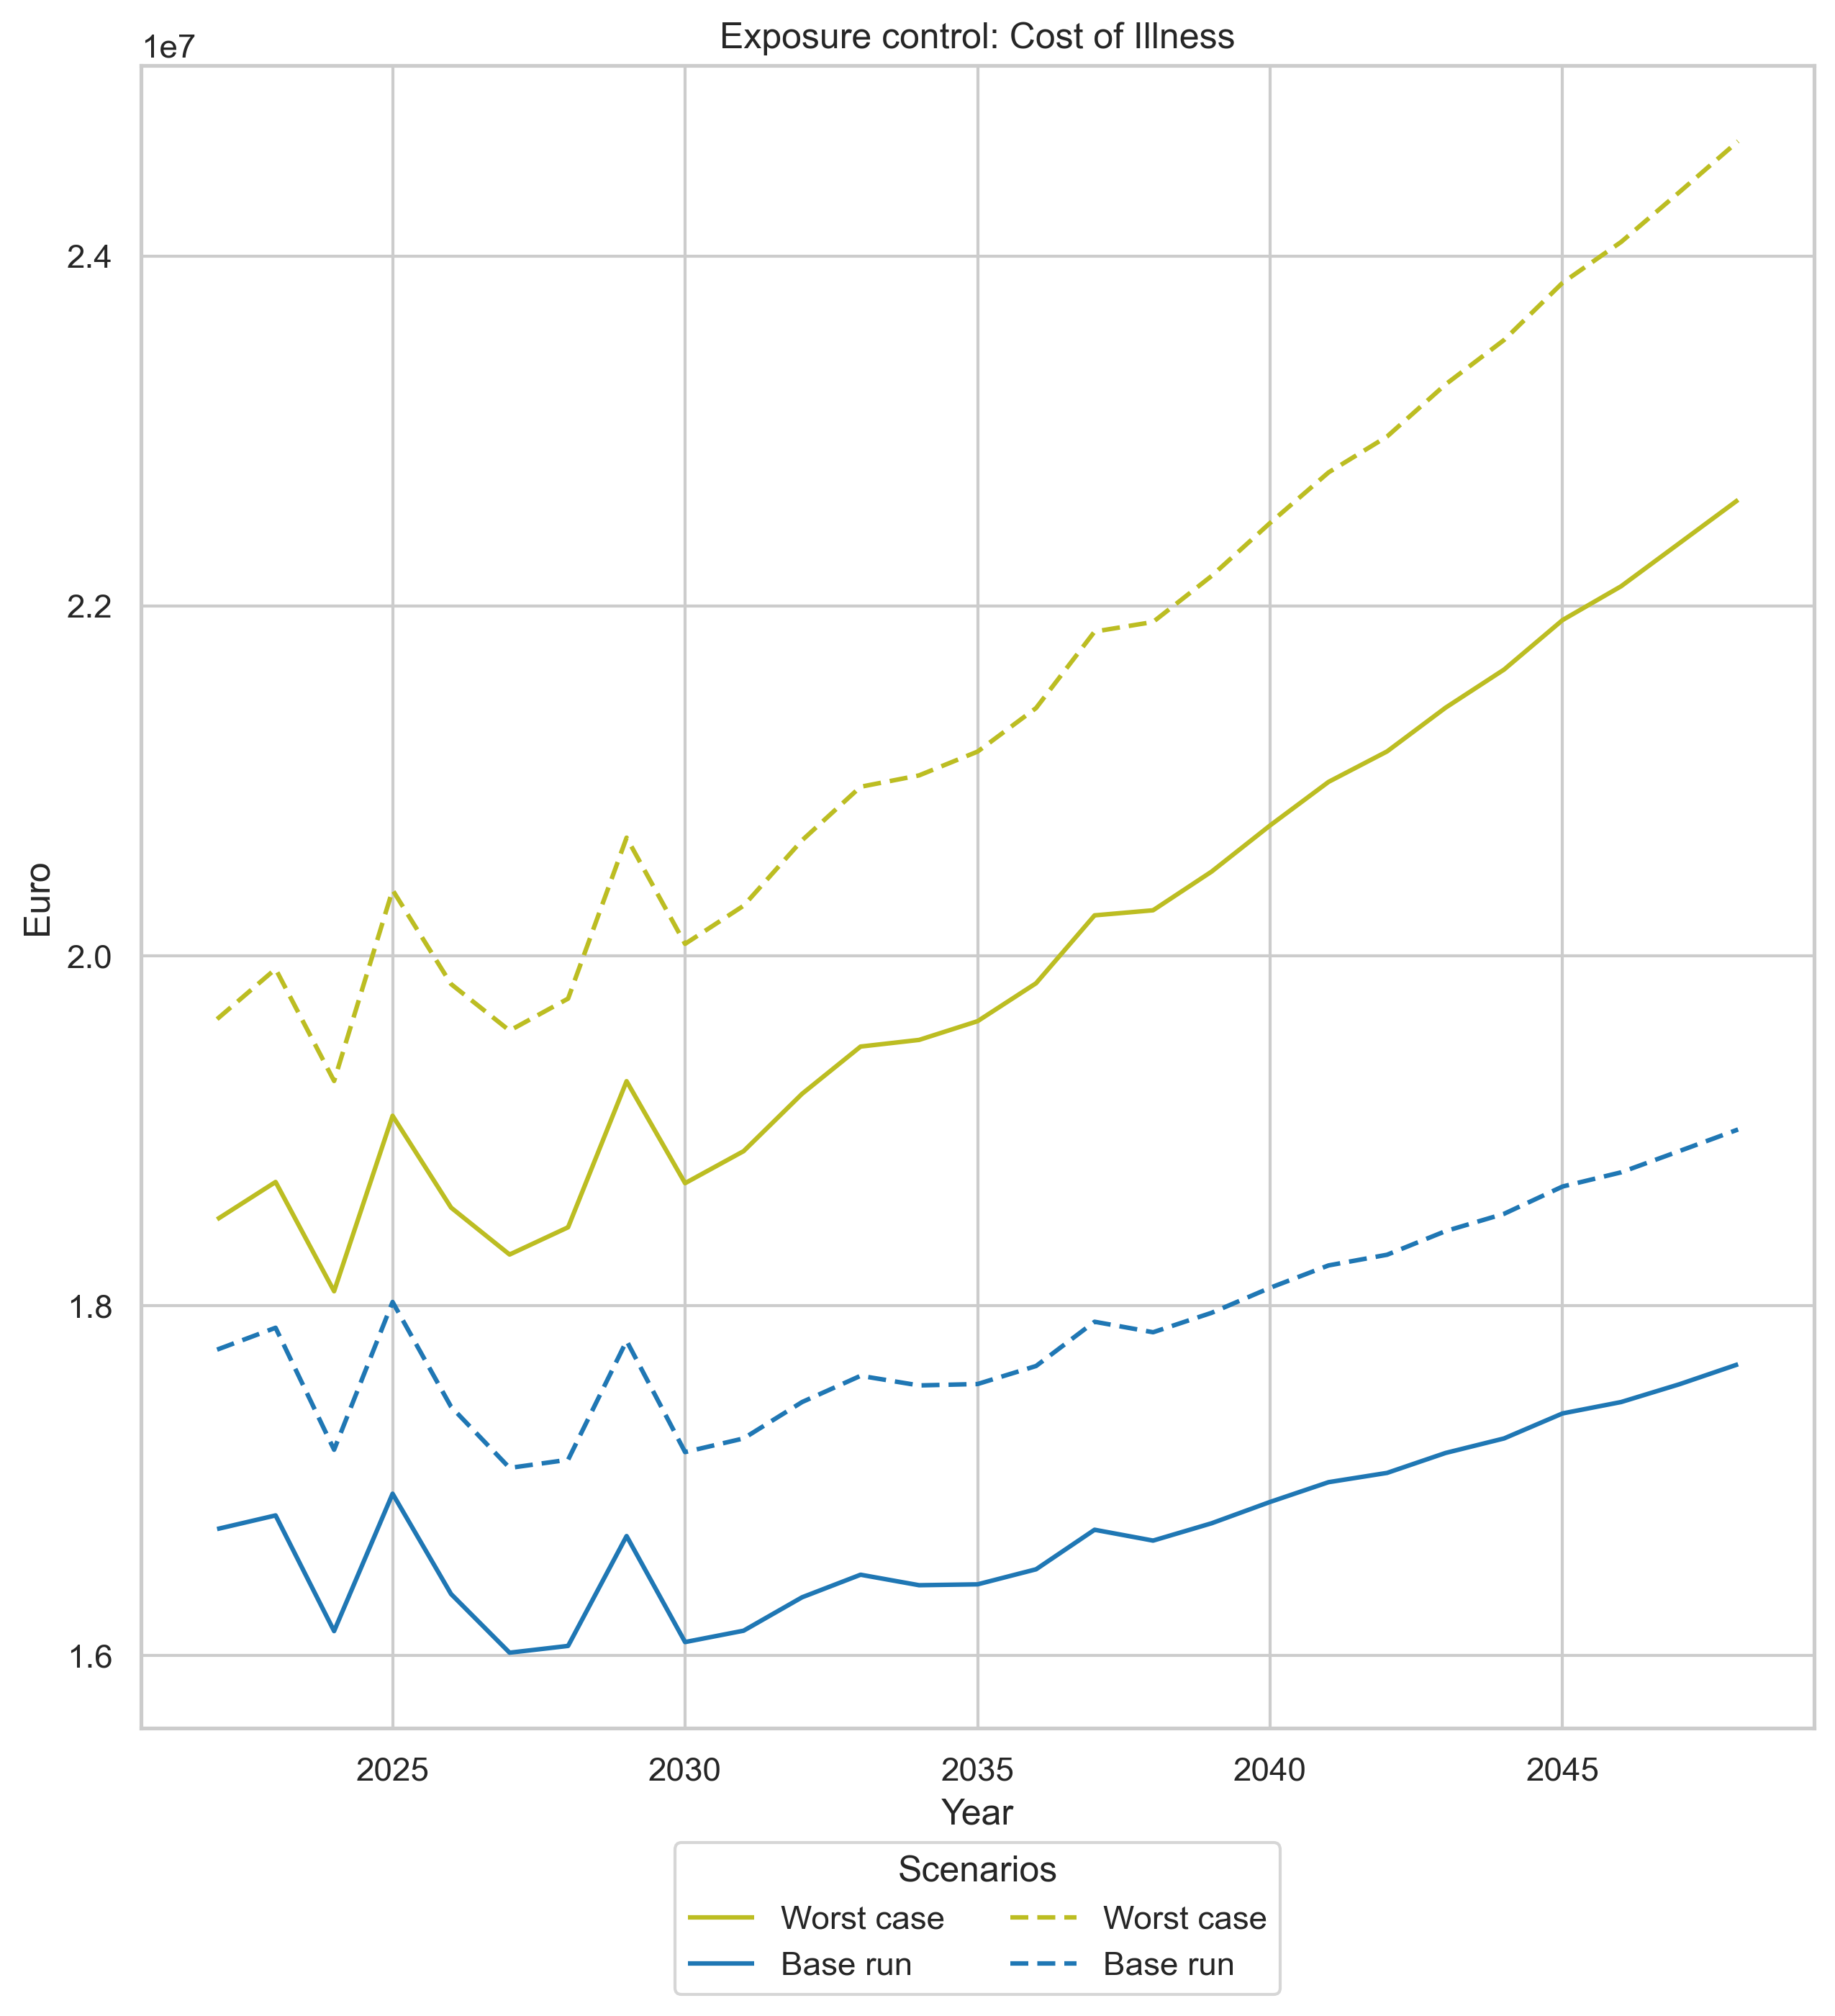 Exposure control: Cost of Illness
1e7
2.4
2.2
2.0
1.8
1.6
Euro
2025 2030 2035 2040 2045
Year
Scenarios
Worst case Worst case
Base run Base run